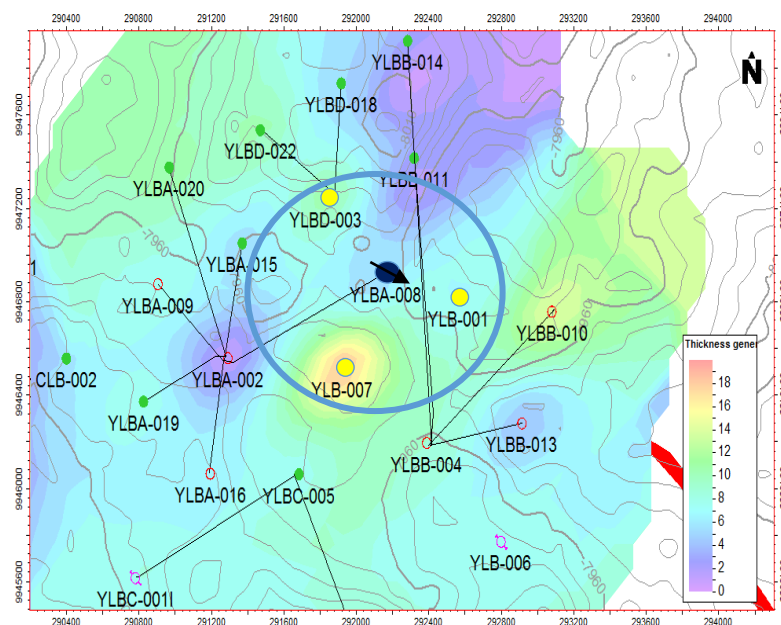 290400 290800 291200 291600 292000 292400 292800 293200 293600 294000
N
YLBB-014
YLBD-018
9947600
YLBD-022
-7960
YLBA-020
YLBB-011
9947200
YLBD-003
-7960
YLBA-015
1
YLBA-008
YLBA-009
9946800
YLB-001
YLBB-010
-7960
Thickness gener
CLB-002
YLBA-002
YLB-007
9946400
YLBA-019
18
16
14
12
10
8
6
4
2
0
YLBB-013
YLBB-004
7960
YLBA-016
YLBC-005
9946000
YLB-006
-7960
9945600
YLBC-001I
290400 290800 291200 291600 292000 292400 292800 293200 293600 294000